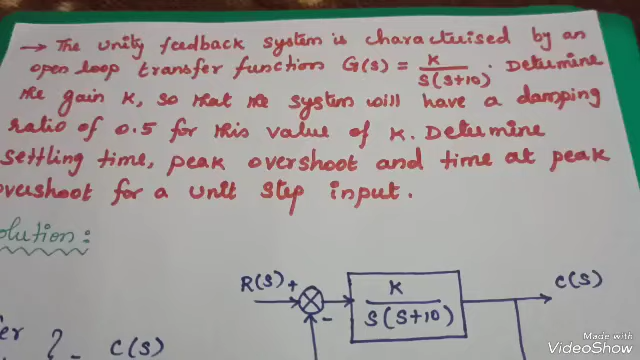 → The unity feedback system is characterised by an
open loop transfer function G(s) = K / S(S+10) . Determine
the gain K, so that the system will have a damping
ratio of 0.5 for this value of K. Determine
settling time, peak overshoot and time at peak
overshoot for a unit step input.
olution:
R(s) + K / S(S+10) C(s)
-
er } = C(s)
Made With
VideoShow